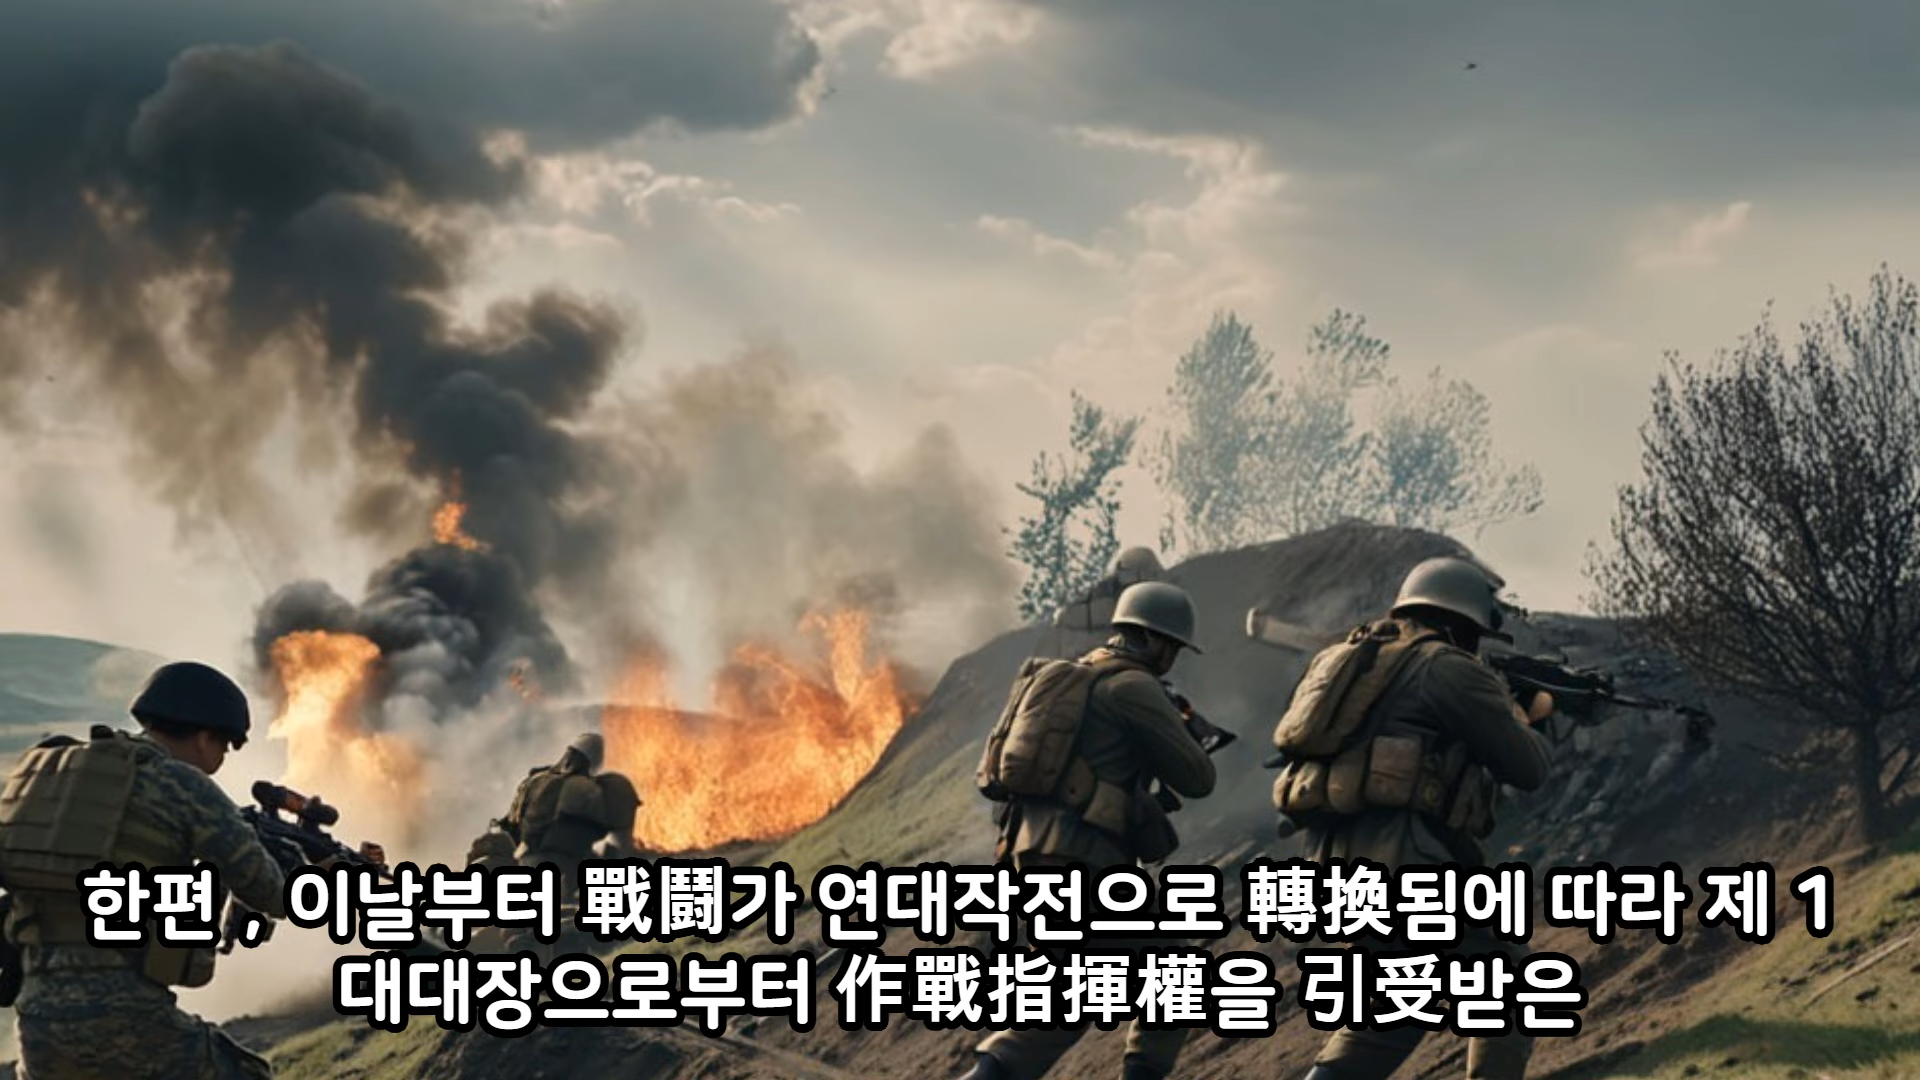 한편 , 이날부터 戰鬪가 연대작전으로 轉換됨에 따라 제 1
대대장으로부터 作戰指揮權을 引受받은